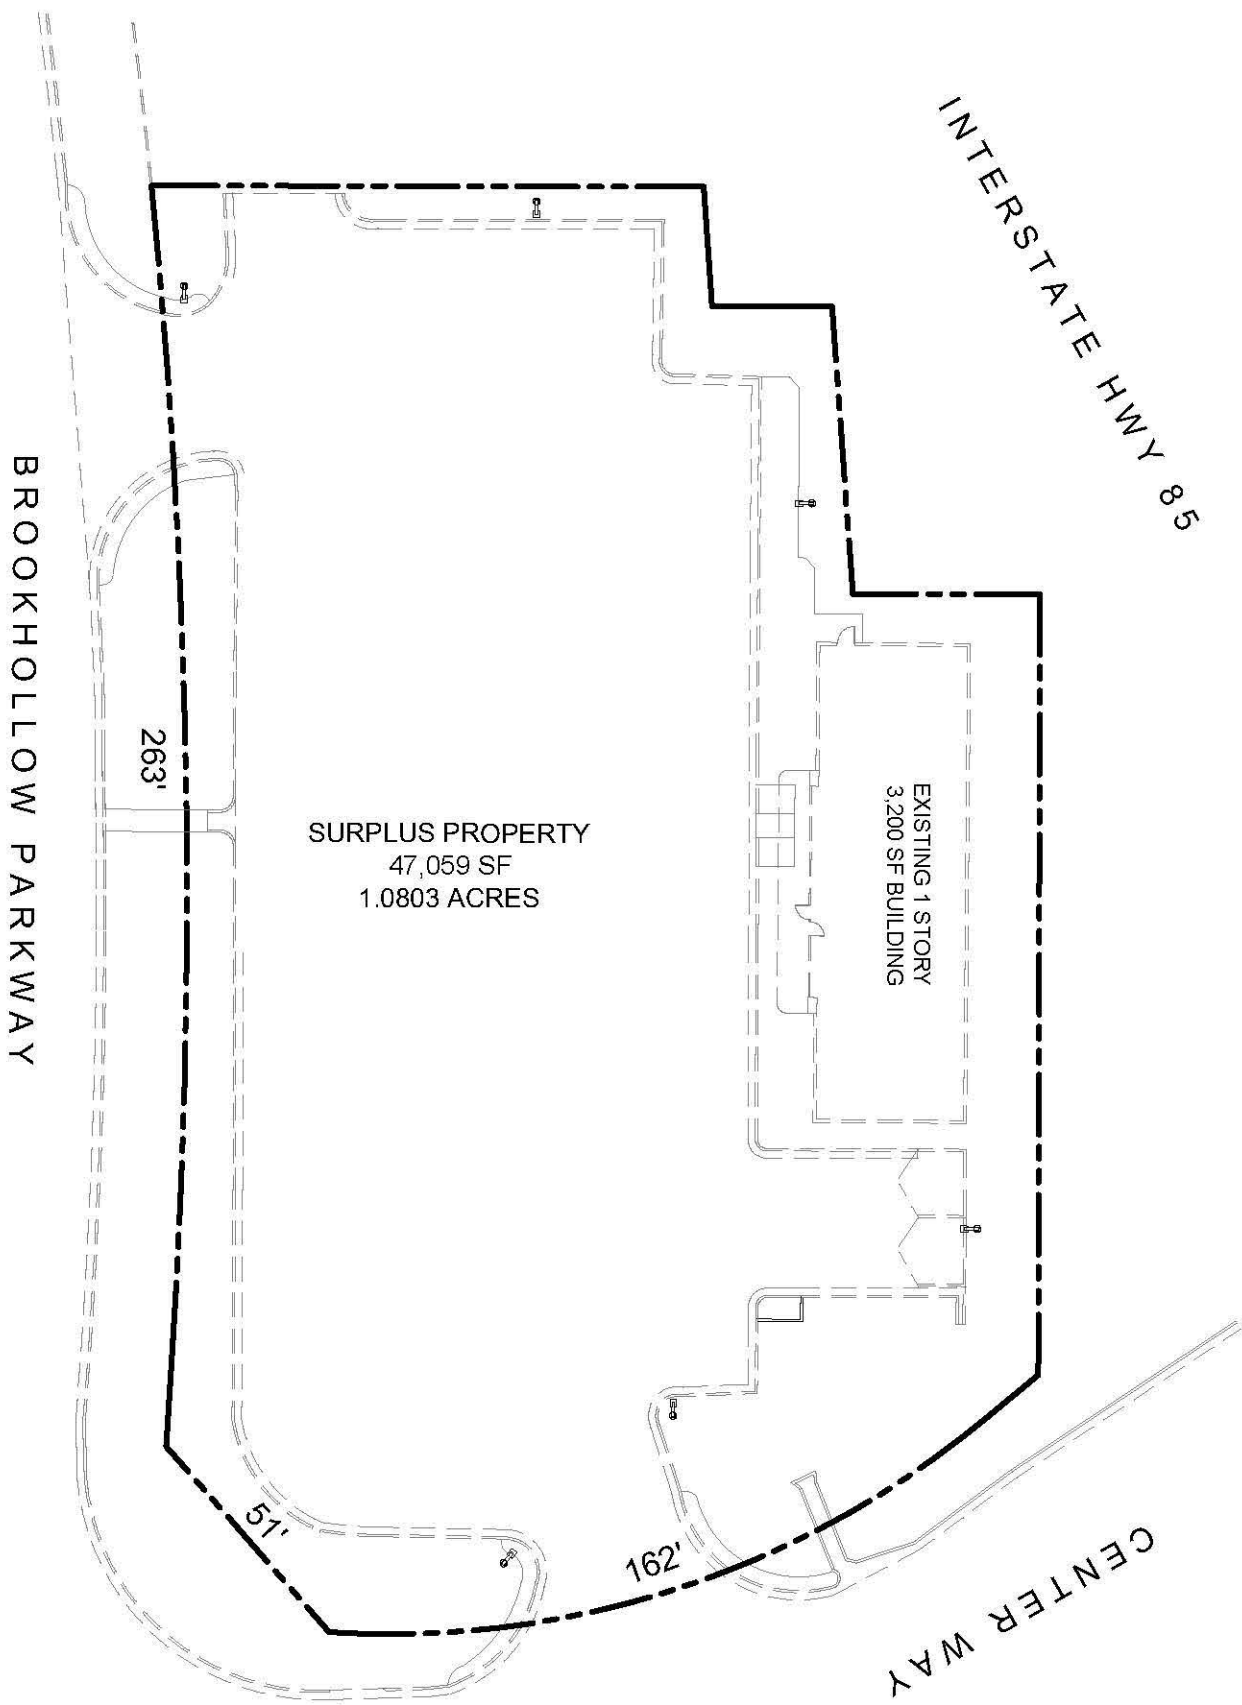 INTERSTATE HWY 85
BROOKHOLLOW PARKWAY
263'
SURPLUS PROPERTY
47,059 SF
1.0803 ACRES
EXISTING 1 STORY
3,200 SF BUILDING
51'
162'
CENTER WAY